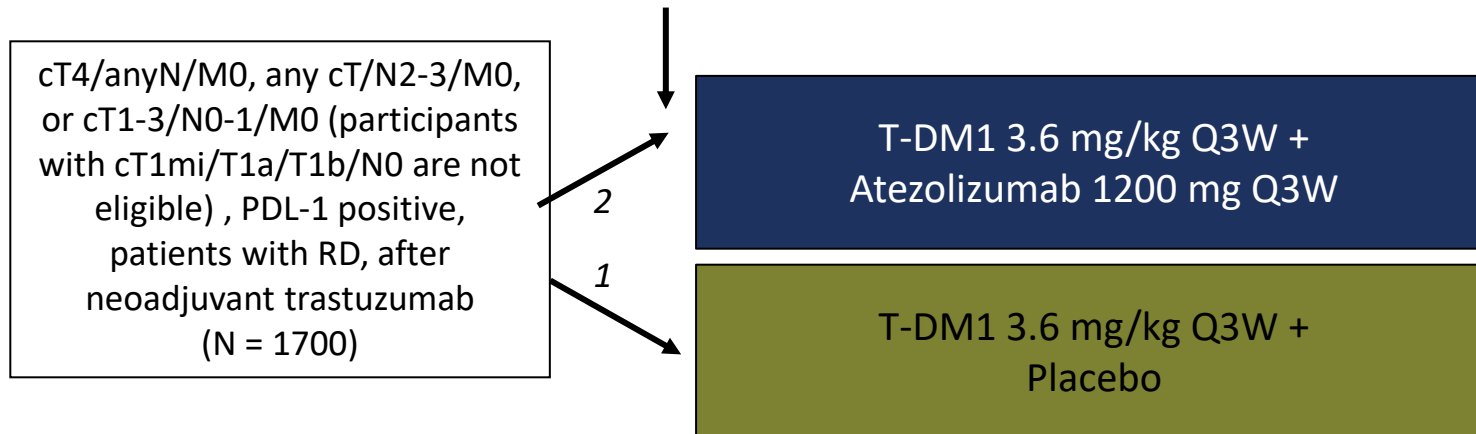 cT4/anyN/M0, any cT/N2-3/M0,
or cT1-3/N0-1/M0 (participants
with cT1mi/T1a/T1b/N0 are not
eligible) , PDL-1 positive,
patients with RD, after
neoadjuvant trastuzumab
(N = 1700)
2
1
T-DM1 3.6 mg/kg Q3W +
Atezolizumab 1200 mg Q3W
T-DM1 3.6 mg/kg Q3W +
Placebo